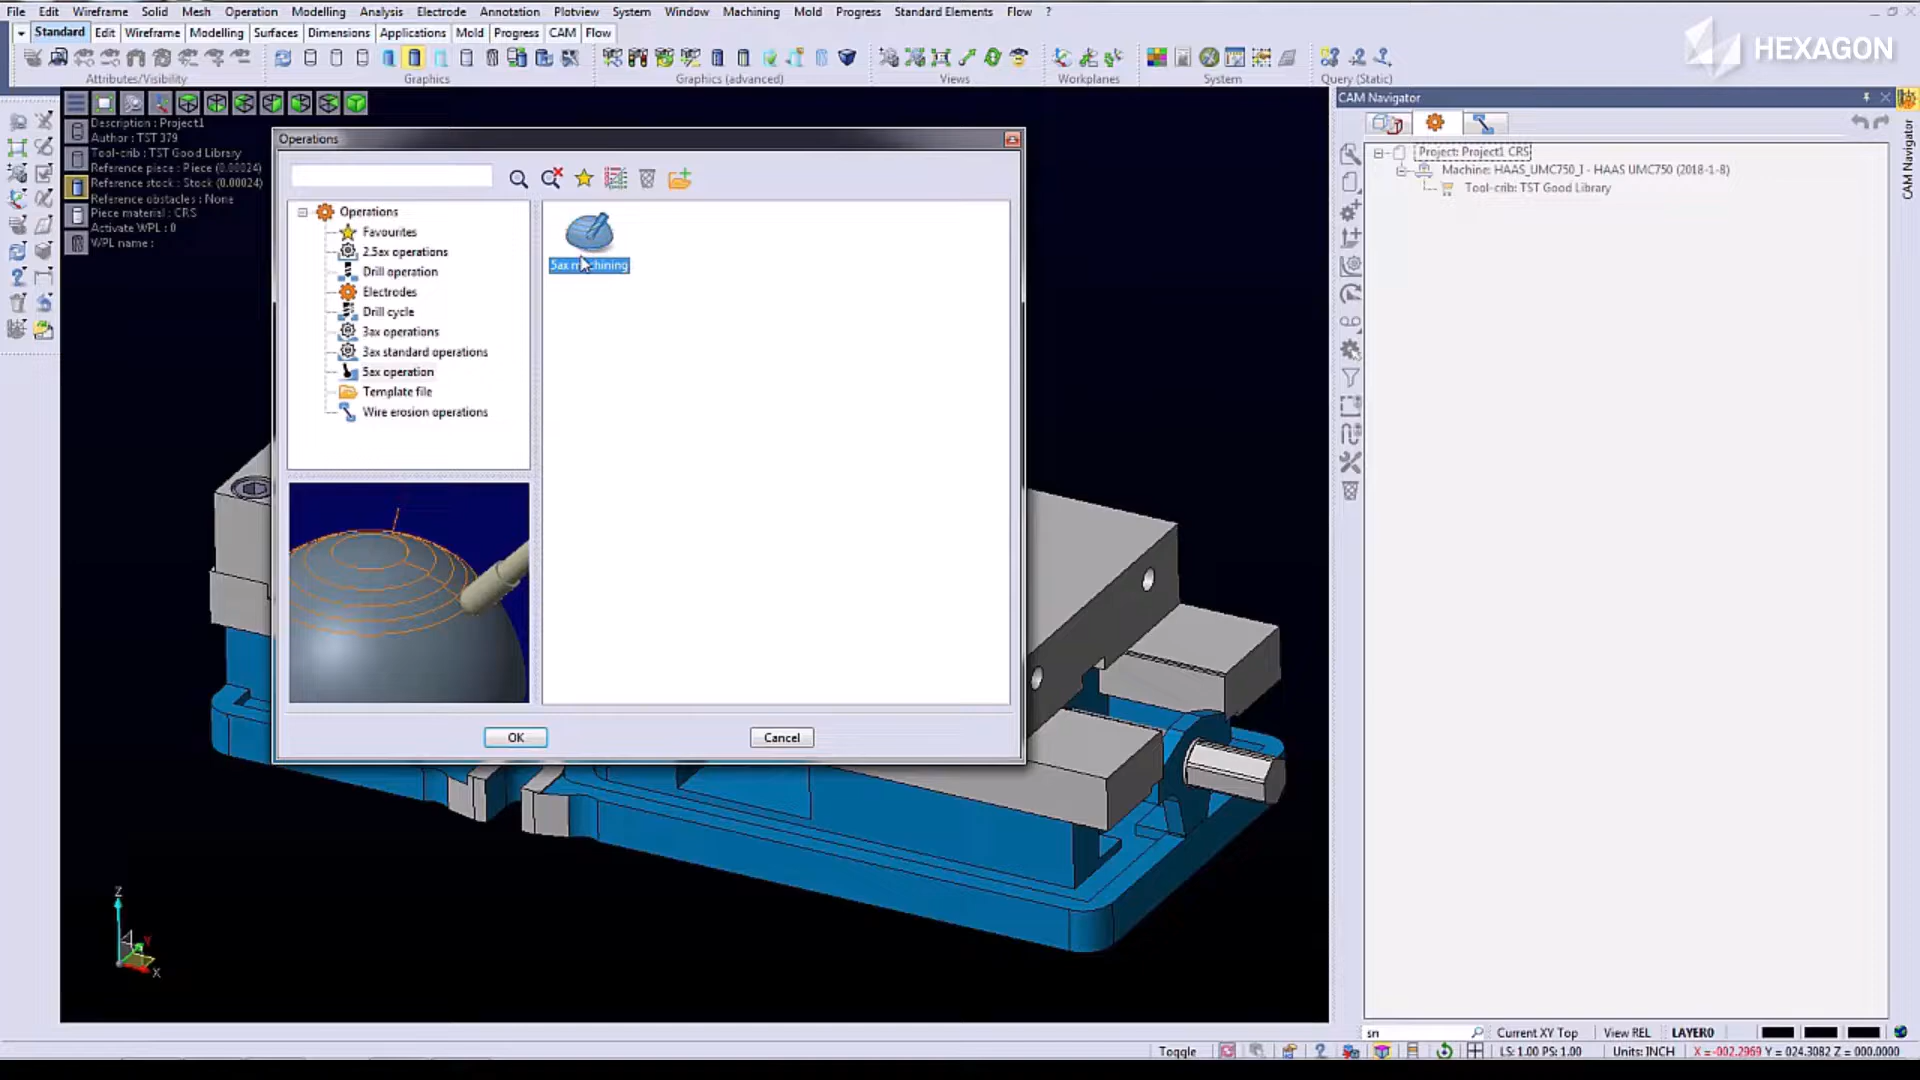 File Edit Wireframe Solid Mesh Operation Modelling Analysis Electrode Annotation Plotview System Window Machining Mold Progress Standard Elements Flow ?
Standard Edit Wireframe Modelling Surfaces Dimensions Applications Mold Progress CAM Flow
HEXAGON
Attributes/Visibility Graphics Graphics (advanced) Views Workplanes System Query (Static)
CAM Navigator
CAM Navigator
Description : Project1
Author : TST 379
Tool-crib : TST Good Library
Reference piece : Piece (0.00024)
Reference stock : Stock (0.00024)
Reference obstacles : None
Piece material : CRS
Activate WPL : 0
WPL name :
Operations
Operations
Favourites
2.5ax operations
Drill operation
Electrodes
Drill cycle
3ax operations
3ax standard operations
5ax operation
Template file
Wire erosion operations
5ax machining
OK Cancel
Project: Project1 CRS
Machine: HAAS_UMC750_I - HAAS UMC750 (2018-1-8)
Tool-crib: TST Good Library
Z
Y
X
sn Current XY Top View REL LAYER0
Toggle LS: 1.00 PS: 1.00 Units: INCH X =-002.2969 Y = 024.3082 Z = 000.0000